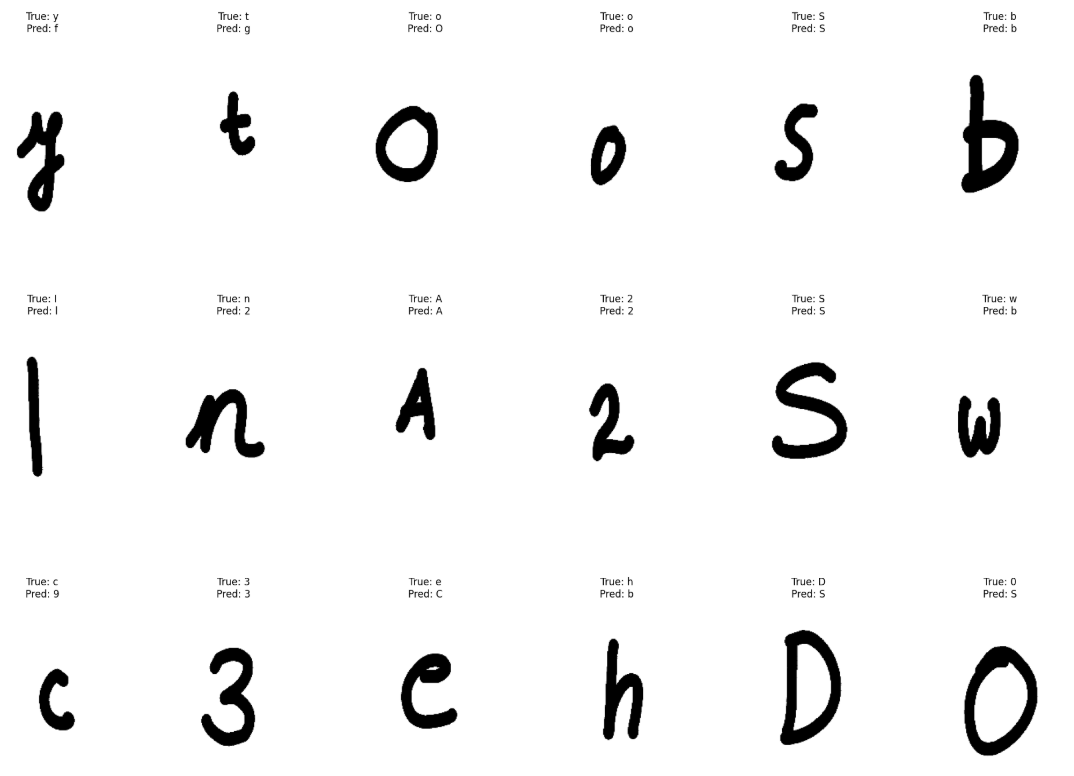 True: y True: t True: o True: o True: S True: b
Pred: f Pred: g Pred: O Pred: o Pred: S Pred: b
y t O o S b
True: l True: n True: A True: 2 True: S True: w
Pred: l Pred: 2 Pred: A Pred: 2 Pred: S Pred: b
l n A 2 S w
True: c True: 3 True: e True: h True: D True: 0
Pred: 9 Pred: 3 Pred: C Pred: b Pred: S Pred: S
c 3 e h D 0